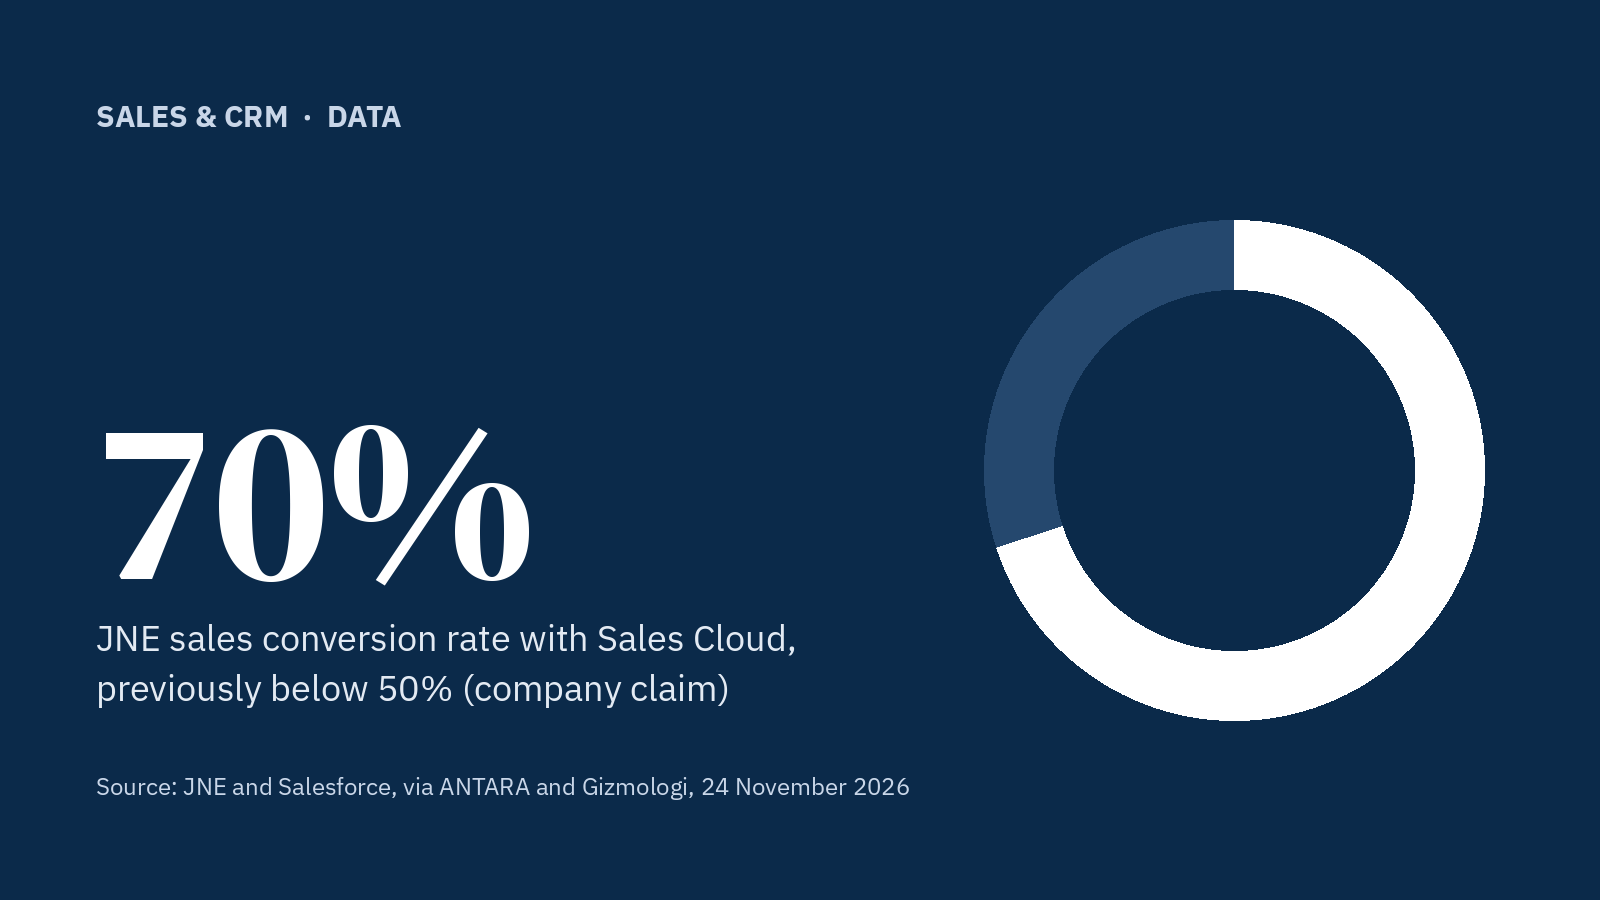 SALES & CRM · DATA
70%
JNE sales conversion rate with Sales Cloud,
previously below 50% (company claim)
Source: JNE and Salesforce, via ANTARA and Gizmologi, 24 November 2026